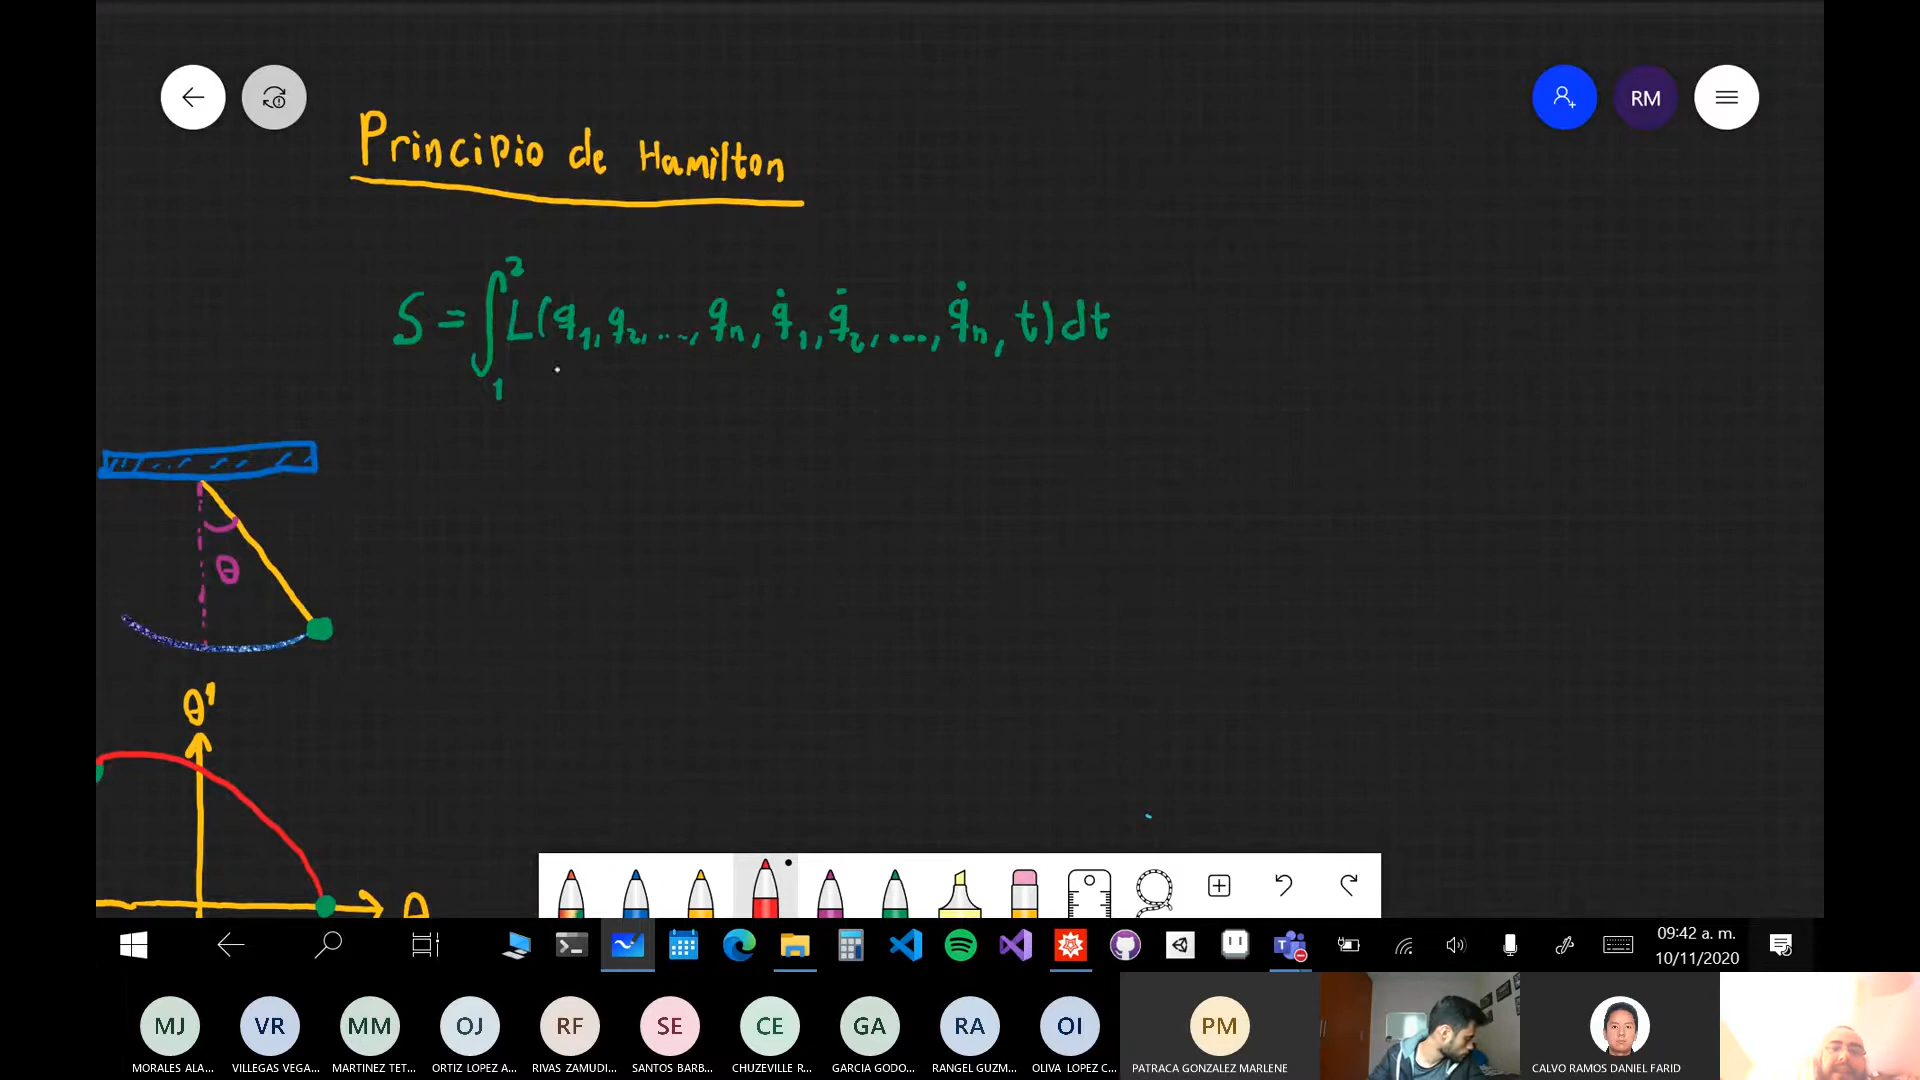 RM
Principio de Hamilton
S = ∫₁² L(q₁, q₂, ..., qₙ, q̇₁, q̇₂, ..., q̇ₙ, t) dt
θ
θ'
θ
09:42 a. m.
10/11/2020
MJ VR MM OJ RF SE CE GA RA OI PM
MORALES ALA... VILLEGAS VEGA... MARTINEZ TET... ORTIZ LOPEZ A... RIVAS ZAMUDI... SANTOS BARB... CHUZEVILLE R... GARCIA GODO... RANGEL GUZM... OLIVA LOPEZ C... PATRACA GONZALEZ MARLENE CALVO RAMOS DANIEL FARID